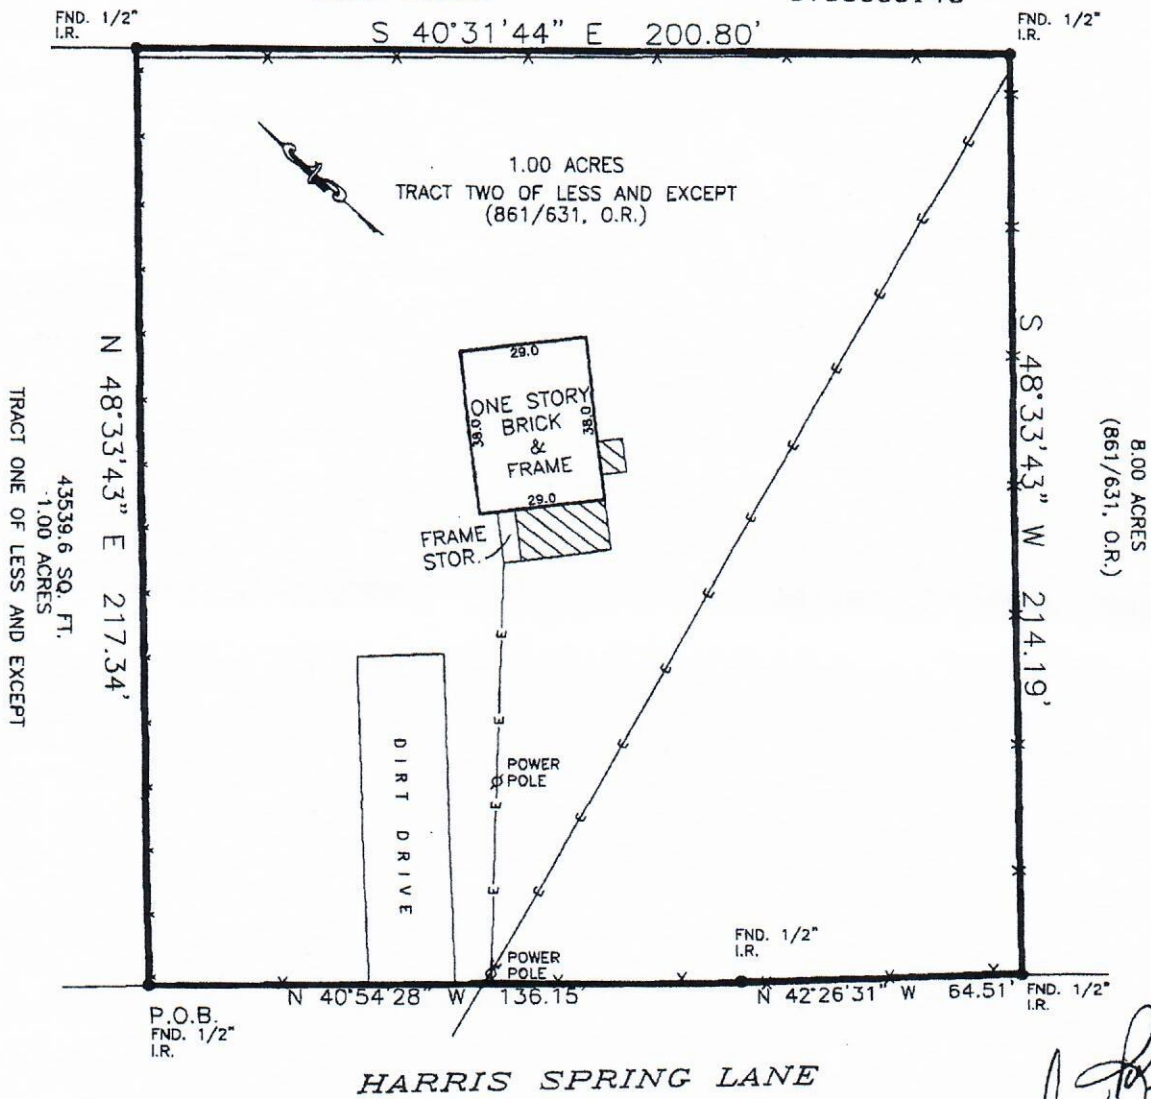 FND. 1/2"
I.R.
S 40°31'44" E 200.80'
FND. 1/2"
I.R.
1.00 ACRES
TRACT TWO OF LESS AND EXCEPT
(861/631, O.R.)
N 48°33'43" E 217.34'
43539.6 SQ. FT.
1.00 ACRES
TRACT ONE OF LESS AND EXCEPT
S 48°33'43" W 214.19'
8.00 ACRES
(861/631, O.R.)
29.0
38.0
ONE STORY
BRICK
&
FRAME
38.0
29.0
FRAME
STOR.
E
E
POWER
POLE
E
E
DIRT DRIVE
POWER
POLE
FND. 1/2"
I.R.
N 40°54'28" W 136.15'
N 42°26'31" W 64.51'
FND. 1/2"
I.R.
P.O.B.
FND. 1/2"
I.R.
HARRIS SPRING LANE